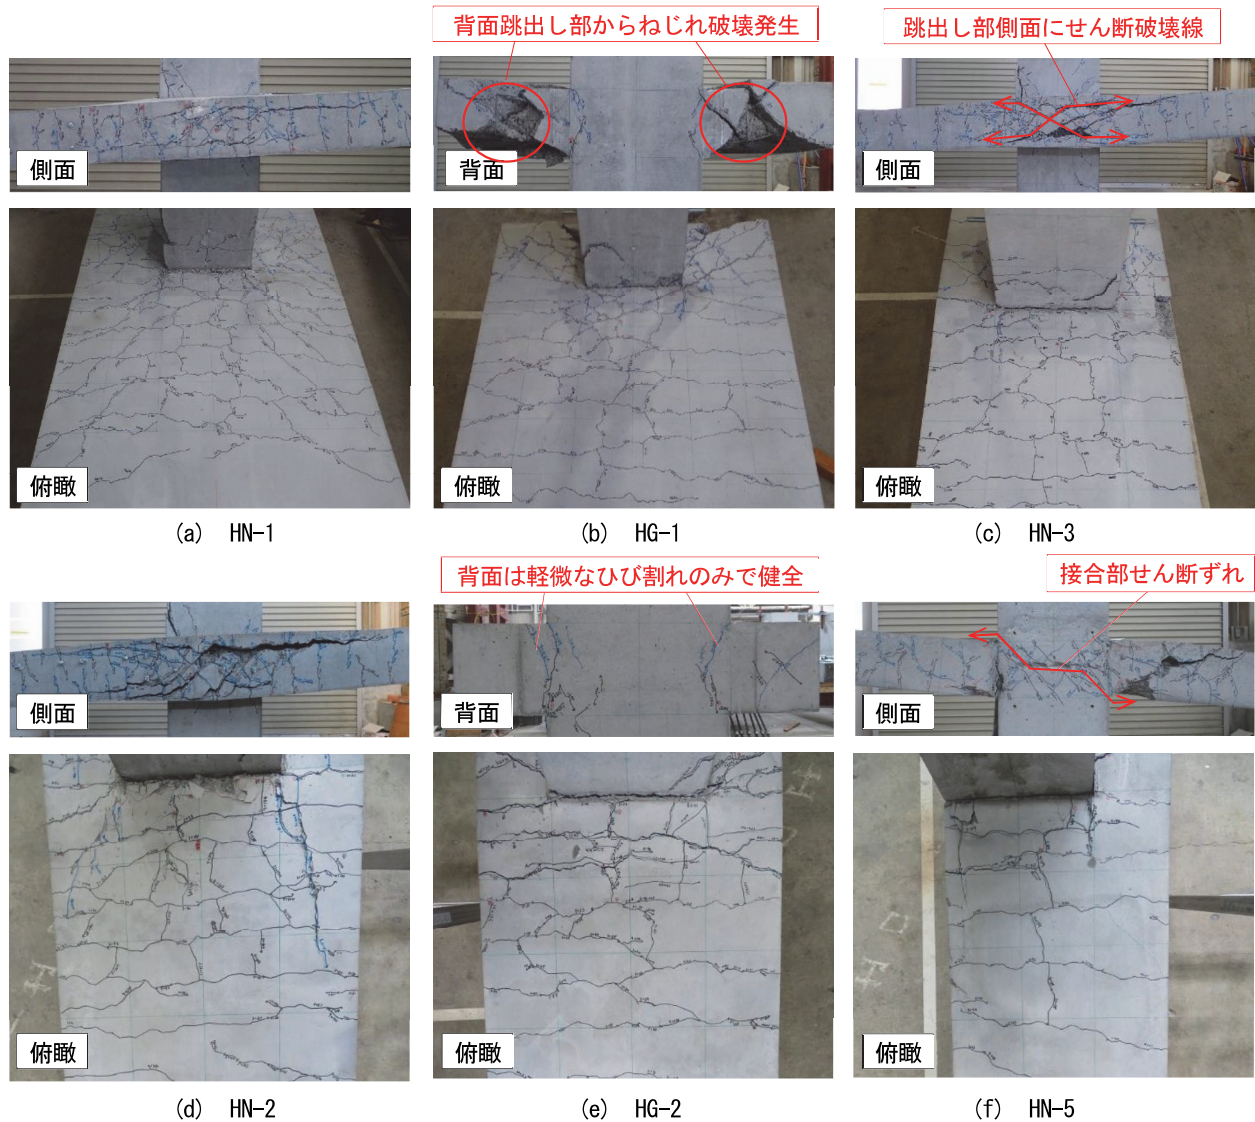 背面跳出し部からねじれ破壊発生
跳出し部側面にせん断破壊線
側面
背面
側面
俯瞰
俯瞰
俯瞰
(a) HN-1
(b) HG-1
(c) HN-3
背面は軽微なひび割れのみで健全
接合部せん断ずれ
側面
背面
側面
俯瞰
俯瞰
俯瞰
(d) HN-2
(e) HG-2
(f) HN-5